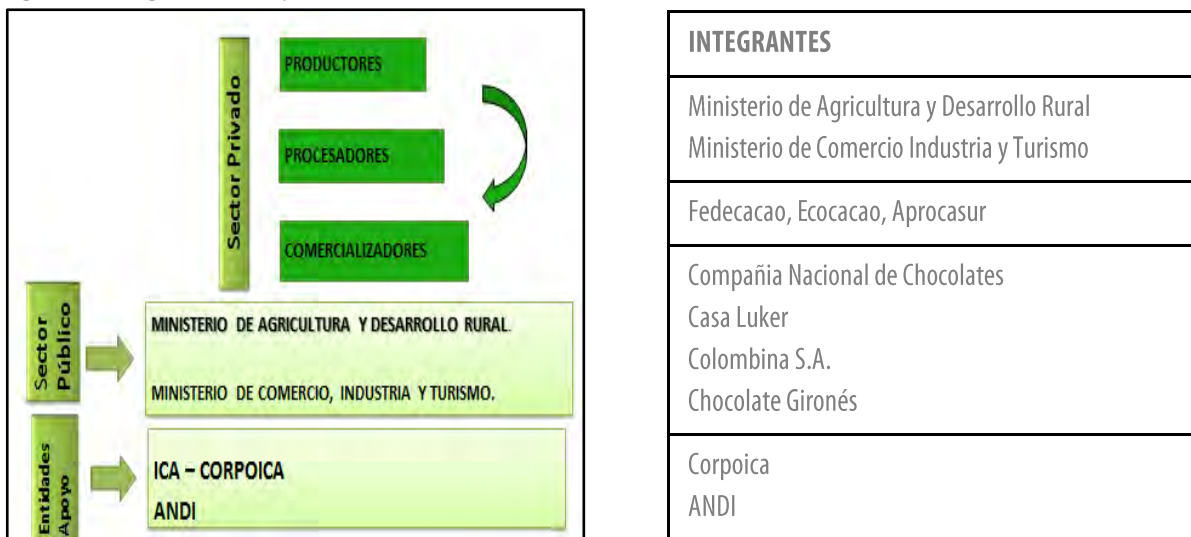 Sector Privado
PRODUCTORES
PROCESADORES
COMERCIALIZADORES
Sector
Público
MINISTERIO DE AGRICULTURA Y DESARROLLO RURAL.
MINISTERIO DE COMERCIO, INDUSTRIA Y TURISMO.
Entidades
Apoyo
ICA – CORPOICA
ANDI
INTEGRANTES
Ministerio de Agricultura y Desarrollo Rural
Ministerio de Comercio Industria y Turismo
Fedecacao, Ecocacao, Aprocasur
Compañia Nacional de Chocolates
Casa Luker
Colombina S.A.
Chocolate Gironés
Corpoica
ANDI